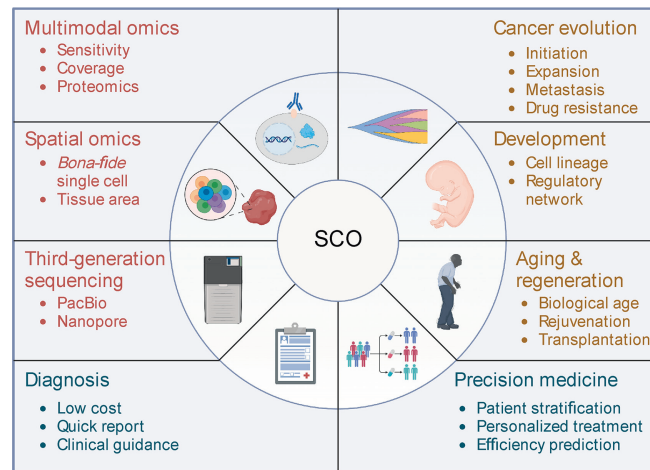 Multimodal omics
• Sensitivity
• Coverage
• Proteomics
Cancer evolution
• Initiation
• Expansion
• Metastasis
• Drug resistance
Spatial omics
• Bona-fide
single cell
• Tissue area
Development
• Cell lineage
• Regulatory
network
SCO
Third-generation
sequencing
• PacBio
• Nanopore
Aging &
regeneration
• Biological age
• Rejuvenation
• Transplantation
Diagnosis
• Low cost
• Quick report
• Clinical guidance
Precision medicine
• Patient stratification
• Personalized treatment
• Efficiency prediction